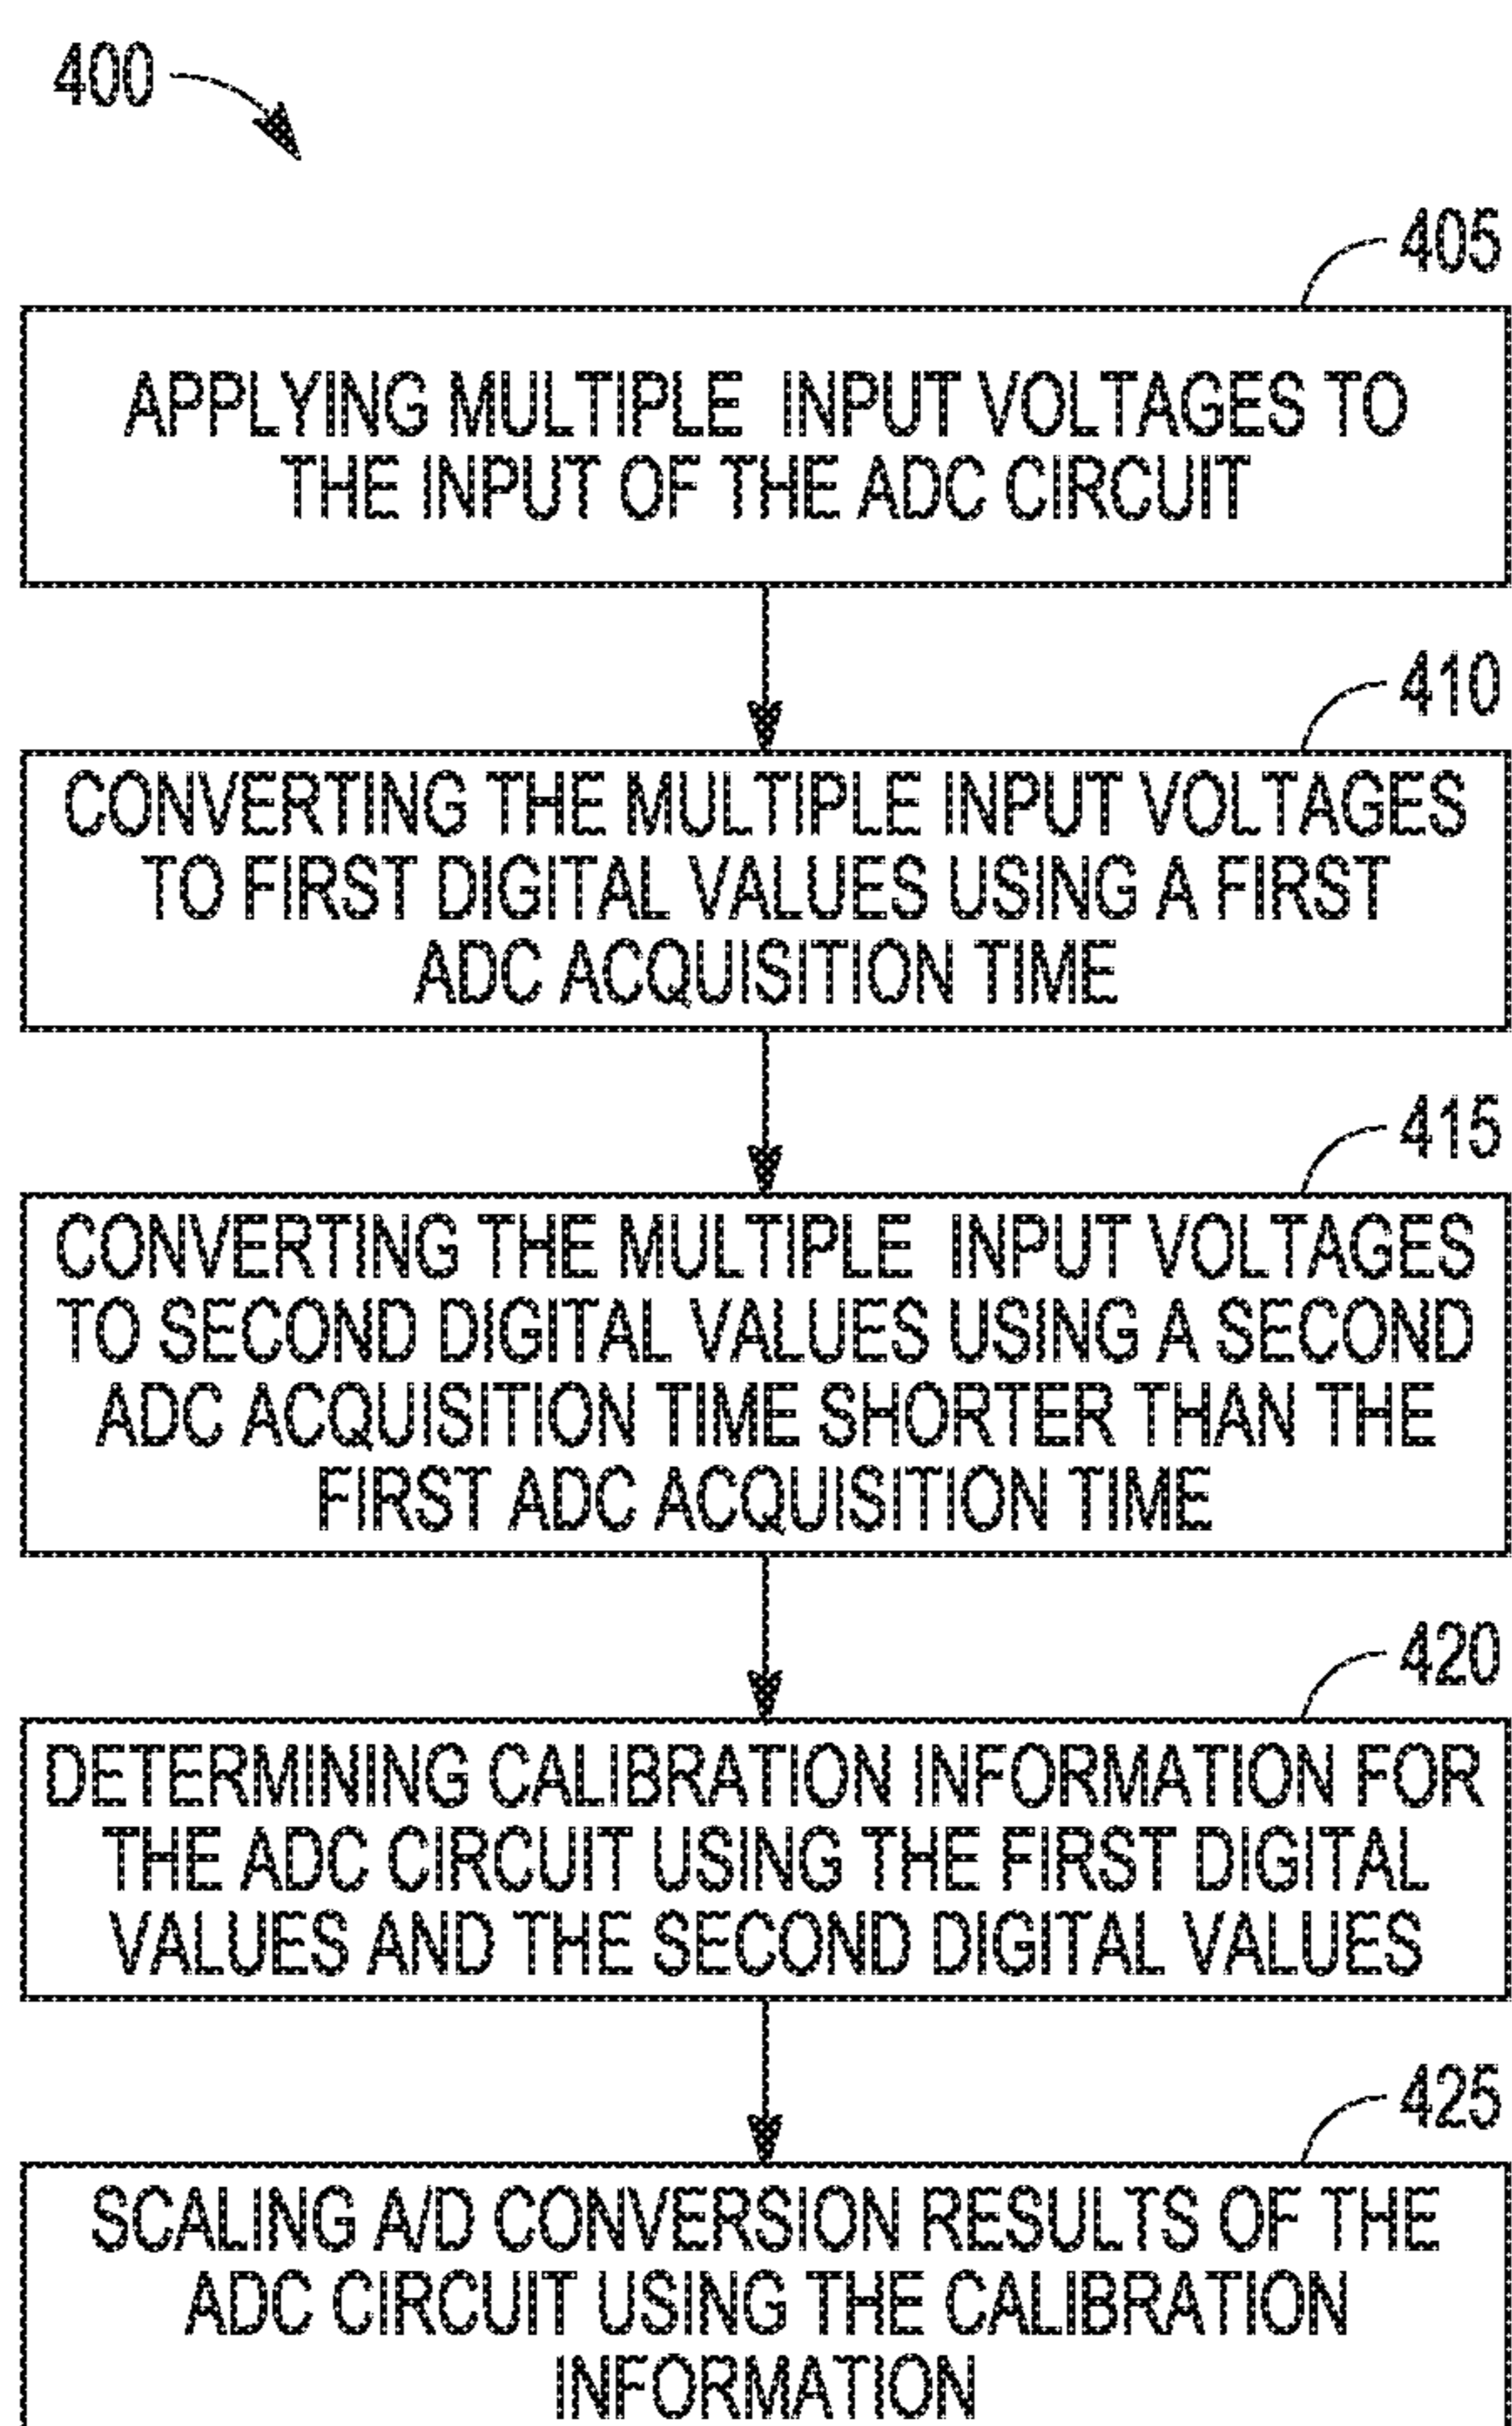 400
405
APPLYING MULTIPLE INPUT VOLTAGES TO
THE INPUT OF THE ADC CIRCUIT
410
CONVERTING THE MULTIPLE INPUT VOLTAGES
TO FIRST DIGITAL VALUES USING A FIRST
ADC ACQUISITION TIME
415
CONVERTING THE MULTIPLE INPUT VOLTAGES
TO SECOND DIGITAL VALUES USING A SECOND
ADC ACQUISITION TIME SHORTER THAN THE
FIRST ADC ACQUISITION TIME
420
DETERMINING CALIBRATION INFORMATION FOR
THE ADC CIRCUIT USING THE FIRST DIGITAL
VALUES AND THE SECOND DIGITAL VALUES
425
SCALING A/D CONVERSION RESULTS OF THE
ADC CIRCUIT USING THE CALIBRATION
INFORMATION